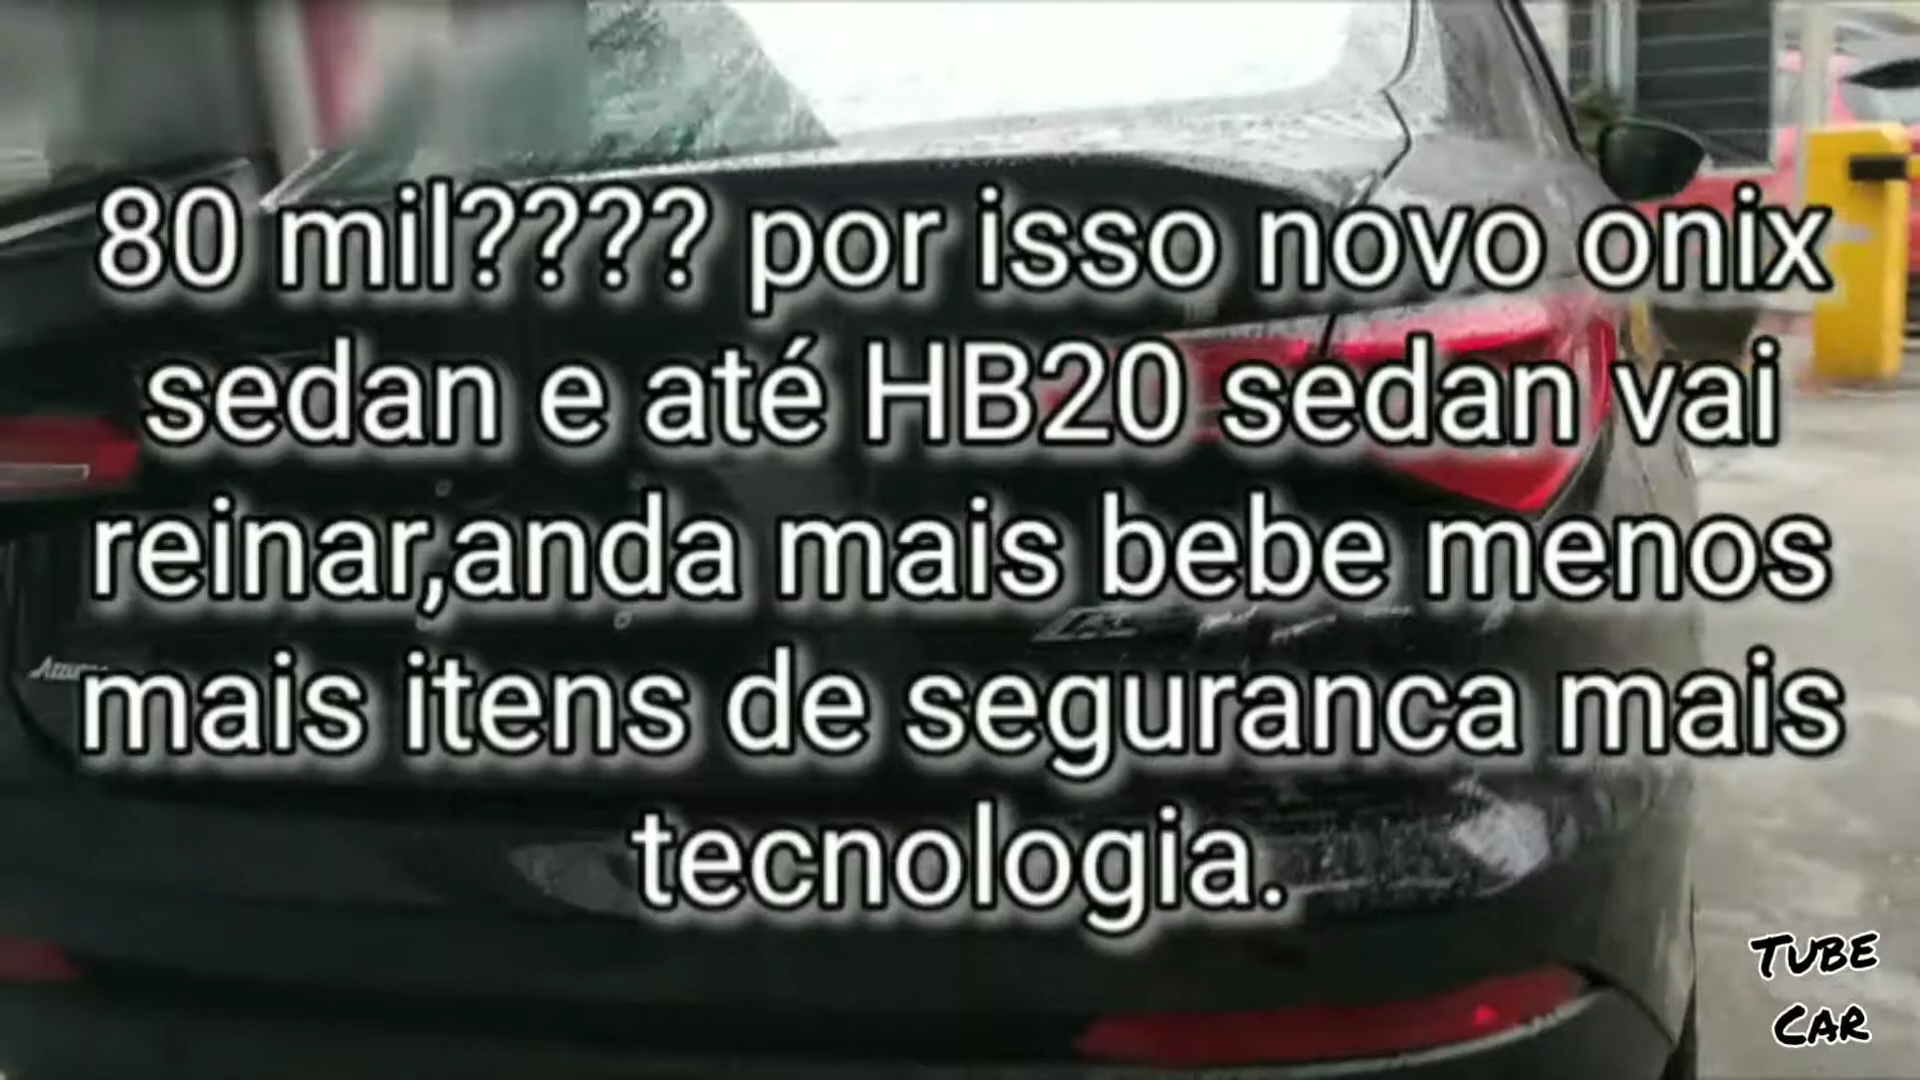 80 mil???? por isso novo onix
sedan e até HB20 sedan vai
reinar,anda mais bebe menos
mais itens de seguranca mais
tecnologia.
TUBE
CAR